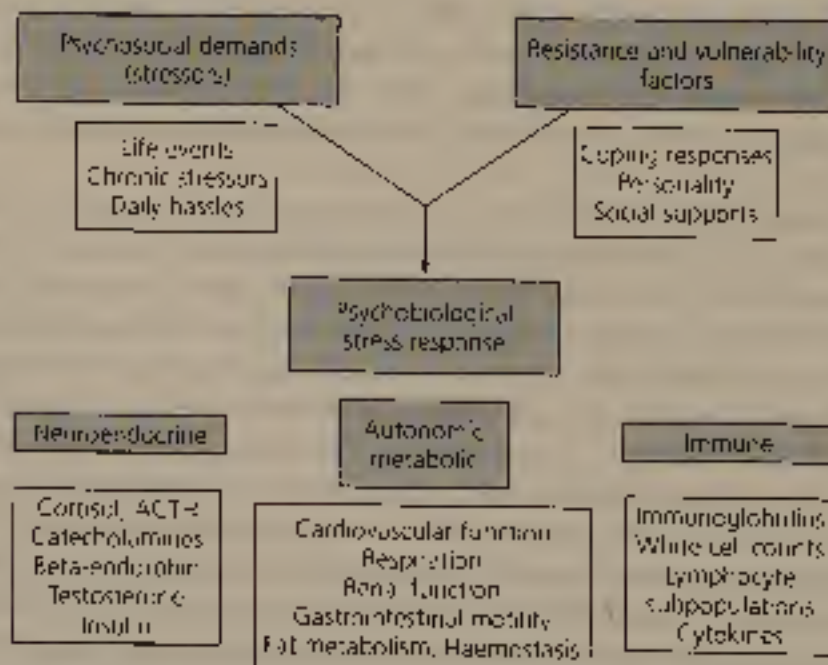 Psychosocial demands
(stressors)
Resistance and vulnerability
factors
Life events
Chronic stressors
Daily hassles
Coping responses
Personality
Social supports
Psychobiological
stress response
Neuroendocrine
Autonomic
metabolic
Immune
Cortisol, ACTH
Catecholamines
Beta-endorphin
Testosterone
Insulin
Cardiovascular function
Respiration
Renal function
Gastrointestinal motility
Fat metabolism, Haemostasis
Immunoglobulins
White cell counts
Lymphocyte
subpopulations
Cytokines